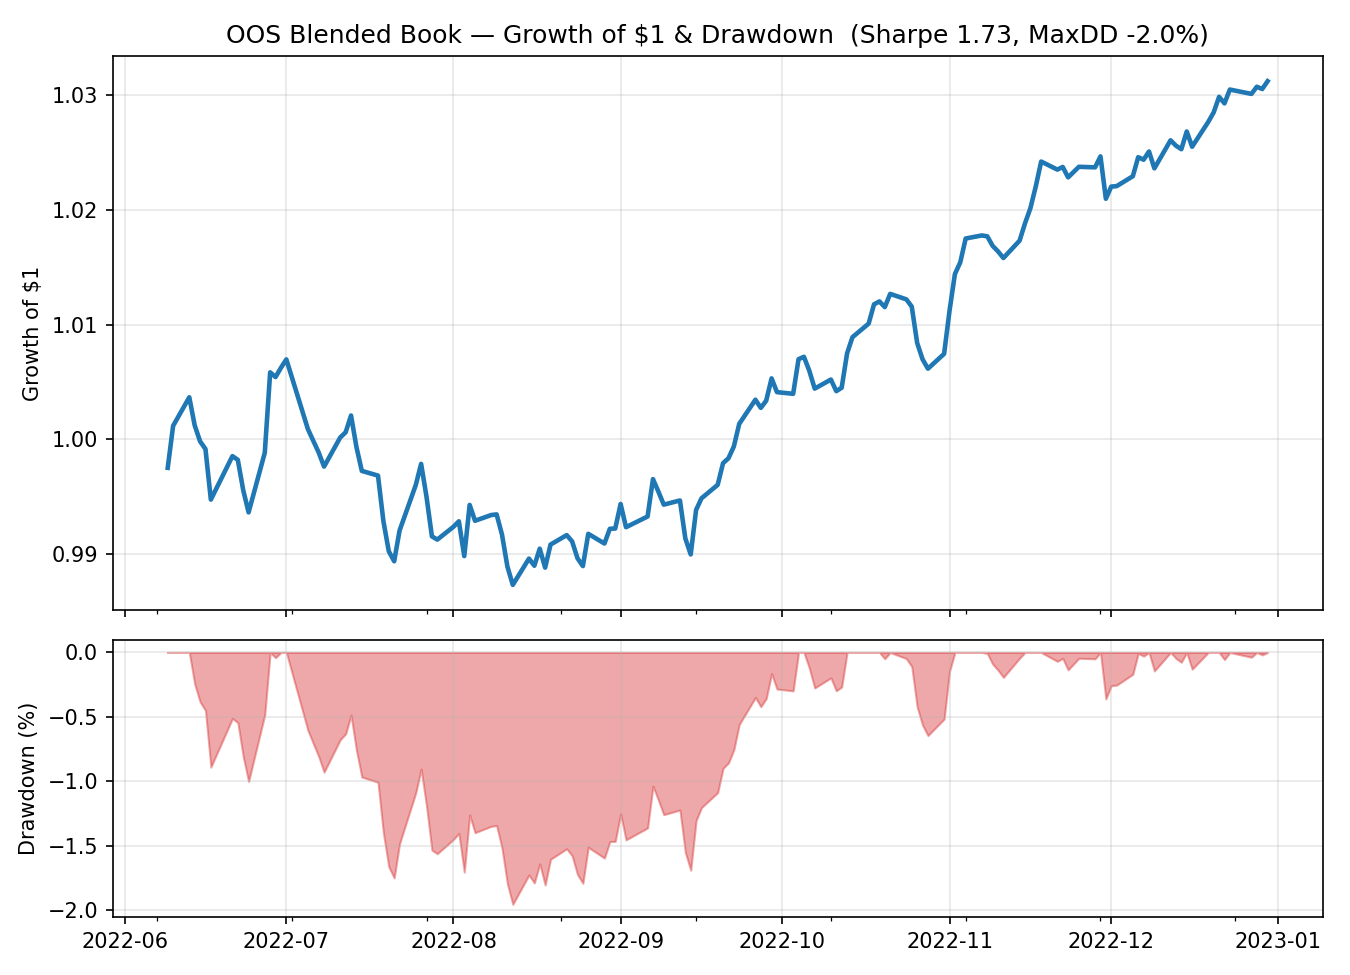 OOS Blended Book — Growth of $1 & Drawdown  (Sharpe 1.73, MaxDD -2.0%)
1.03
1.02
1.01
1.00
0.99
Growth of $1
0.0
−0.5
−1.0
−1.5
−2.0
Drawdown (%)
2022-06 2022-07 2022-08 2022-09 2022-10 2022-11 2022-12 2023-01